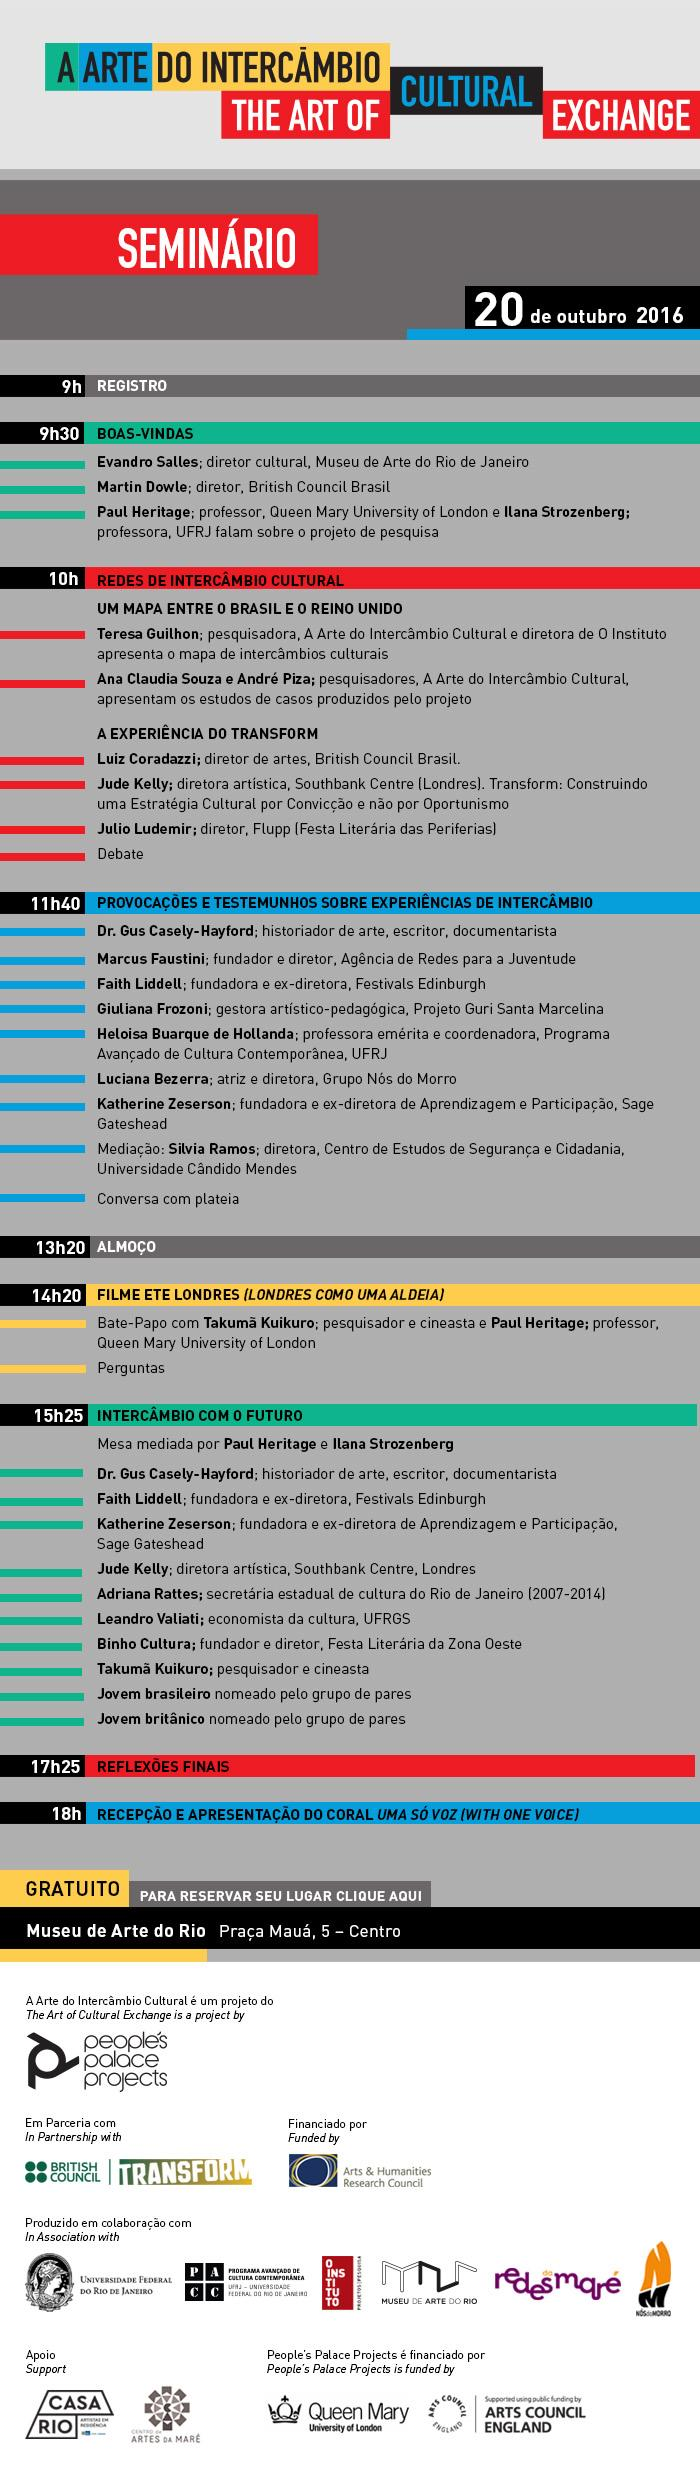 A ARTE DO INTERCÂMBIO
CULTURAL
THE ART OF
EXCHANGE
SEMINÁRIO
20 de outubro 2016
9h REGISTRO
9h30 BOAS-VINDAS
Evandro Salles; diretor cultural, Museu de Arte do Rio de Janeiro
Martin Dowle; diretor, British Council Brasil
Paul Heritage; professor, Queen Mary University of London e Ilana Strozenberg;
professora, UFRJ falam sobre o projeto de pesquisa
10h REDES DE INTERCÂMBIO CULTURAL
UM MAPA ENTRE O BRASIL E O REINO UNIDO
Teresa Guilhon; pesquisadora, A Arte do Intercâmbio Cultural e diretora de O Instituto
apresenta o mapa de intercâmbios culturais
Ana Claudia Souza e André Piza; pesquisadores, A Arte do Intercâmbio Cultural,
apresentam os estudos de casos produzidos pelo projeto
A EXPERIÊNCIA DO TRANSFORM
Luiz Coradazzi; diretor de artes, British Council Brasil.
Jude Kelly; diretora artística, Southbank Centre (Londres). Transform: Construindo
uma Estratégia Cultural por Convicção e não por Oportunismo
Julio Ludemir; diretor, Flupp (Festa Literária das Periferias)
Debate
11h40 PROVOCAÇÕES E TESTEMUNHOS SOBRE EXPERIÊNCIAS DE INTERCÂMBIO
Dr. Gus Casely-Hayford; historiador de arte, escritor, documentarista
Marcus Faustini; fundador e diretor, Agência de Redes para a Juventude
Faith Liddell; fundadora e ex-diretora, Festivals Edinburgh
Giuliana Frozoni; gestora artístico-pedagógica, Projeto Guri Santa Marcelina
Heloisa Buarque de Hollanda; professora emérita e coordenadora, Programa
Avançado de Cultura Contemporânea, UFRJ
Luciana Bezerra; atriz e diretora, Grupo Nós do Morro
Katherine Zeserson; fundadora e ex-diretora de Aprendizagem e Participação, Sage
Gateshead
Mediação: Silvia Ramos; diretora, Centro de Estudos de Segurança e Cidadania,
Universidade Cândido Mendes
Conversa com plateia
13h20 ALMOÇO
14h20 FILME ETE LONDRES (LONDRES COMO UMA ALDEIA)
Bate-Papo com Takumã Kuikuro; pesquisador e cineasta e Paul Heritage; professor,
Queen Mary University of London
Perguntas
15h25 INTERCÂMBIO COM O FUTURO
Mesa mediada por Paul Heritage e Ilana Strozenberg
Dr. Gus Casely-Hayford; historiador de arte, escritor, documentarista
Faith Liddell; fundadora e ex-diretora, Festivals Edinburgh
Katherine Zeserson; fundadora e ex-diretora de Aprendizagem e Participação,
Sage Gateshead
Jude Kelly; diretora artística, Southbank Centre, Londres
Adriana Rattes; secretária estadual de cultura do Rio de Janeiro (2007-2014)
Leandro Valiati; economista da cultura, UFRGS
Binho Cultura; fundador e diretor, Festa Literária da Zona Oeste
Takumã Kuikuro; pesquisador e cineasta
Jovem brasileiro nomeado pelo grupo de pares
Jovem britânico nomeado pelo grupo de pares
17h25 REFLEXÕES FINAIS
18h RECEPÇÃO E APRESENTAÇÃO DO CORAL UMA SÓ VOZ (WITH ONE VOICE)
GRATUITO PARA RESERVAR SEU LUGAR CLIQUE AQUI
Museu de Arte do Rio Praça Mauá, 5 – Centro
A Arte do Intercâmbio Cultural é um projeto do
The Art of Cultural Exchange is a project by
people's
palace
projects
Em Parceria com
In Partnership with
BRITISH
COUNCIL
TRANSFORM
Financiado por
Funded by
Arts & Humanities
Research Council
Produzido em colaboração com
In Association with
UNIVERSIDADE FEDERAL
DO RIO DE JANEIRO
PACC
PROGRAMA AVANÇADO DE
CULTURA CONTEMPORÂNEA
UFRJ – UNIVERSIDADE
FEDERAL DO RIO DE JANEIRO
O INSTITUTO
PROJETOS+PESQUISA
MUSEU DE ARTE DO RIO
redes da maré
NÓS do MORRO
Apoio
Support
CASA
RIO
ARTISTAS EM
RESIDÊNCIA
CENTRO DE
ARTES DA MARÉ
People's Palace Projects é financiado por
People's Palace Projects is funded by
Queen Mary
University of London
ARTS COUNCIL
ENGLAND
Supported using public funding by
ARTS COUNCIL
ENGLAND